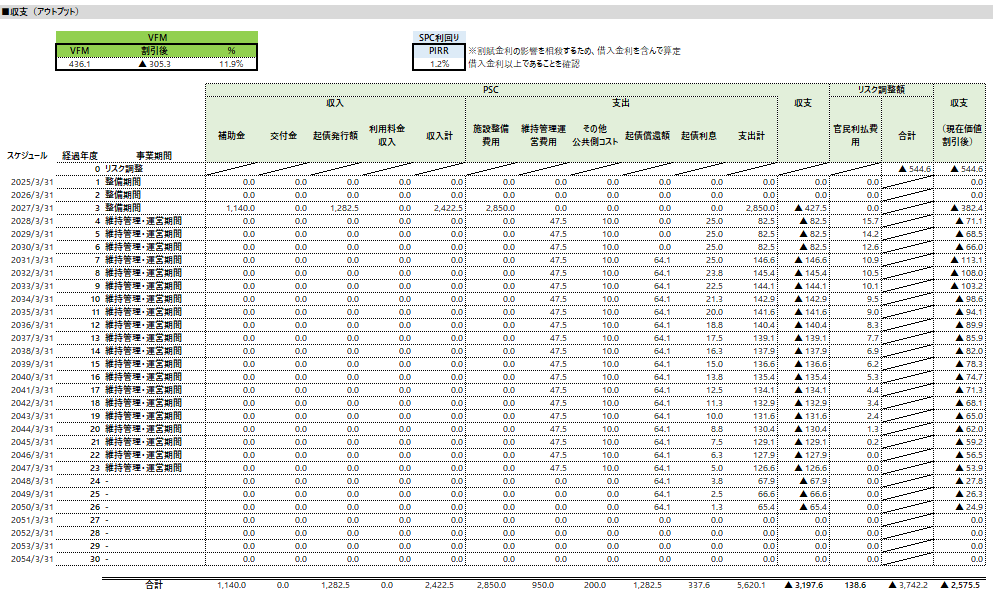 ■収支（アウトプット）
VFM SPC利回り
VFM 割引後 % PIRR ※割賦金利の影響を相殺するため、借入金利を含んで算定
436.1 ▲ 305.3 11.9% 1.2% 借入金利以上であることを確認
PSC リスク調整額
収入 支出 収支 収支
補助金 交付金 起債発行額 利用料金収入 収入計 施設整備費用 維持管理運営費用 その他公共側コスト 起債償還額 起債利息 支出計 官民利払費用 合計 （現在価値割引後）
スケジュール 経過年度 事業期間
0 リスク調整 ▲ 544.6 ▲ 544.6
2025/3/31 1 整備期間 0.0 0.0 0.0 0.0 0.0 0.0 0.0 0.0 0.0 0.0 0.0 0.0 0.0 0.0
2026/3/31 2 整備期間 0.0 0.0 0.0 0.0 0.0 0.0 0.0 0.0 0.0 0.0 0.0 0.0 0.0 0.0
2027/3/31 3 整備期間 1,140.0 0.0 1,282.5 0.0 2,422.5 2,850.0 0.0 0.0 0.0 0.0 2,850.0 ▲ 427.5 0.0 ▲ 382.4
2028/3/31 4 維持管理・運営期間 0.0 0.0 0.0 0.0 0.0 0.0 47.5 10.0 0.0 25.0 82.5 ▲ 82.5 15.7 ▲ 71.1
2029/3/31 5 維持管理・運営期間 0.0 0.0 0.0 0.0 0.0 0.0 47.5 10.0 0.0 25.0 82.5 ▲ 82.5 14.2 ▲ 68.5
2030/3/31 6 維持管理・運営期間 0.0 0.0 0.0 0.0 0.0 0.0 47.5 10.0 0.0 25.0 82.5 ▲ 82.5 12.6 ▲ 66.0
2031/3/31 7 維持管理・運営期間 0.0 0.0 0.0 0.0 0.0 0.0 47.5 10.0 64.1 25.0 146.6 ▲ 146.6 10.9 ▲ 113.1
2032/3/31 8 維持管理・運営期間 0.0 0.0 0.0 0.0 0.0 0.0 47.5 10.0 64.1 23.8 145.4 ▲ 145.4 10.5 ▲ 108.0
2033/3/31 9 維持管理・運営期間 0.0 0.0 0.0 0.0 0.0 0.0 47.5 10.0 64.1 22.5 144.1 ▲ 144.1 10.1 ▲ 103.2
2034/3/31 10 維持管理・運営期間 0.0 0.0 0.0 0.0 0.0 0.0 47.5 10.0 64.1 21.3 142.9 ▲ 142.9 9.5 ▲ 98.6
2035/3/31 11 維持管理・運営期間 0.0 0.0 0.0 0.0 0.0 0.0 47.5 10.0 64.1 20.0 141.6 ▲ 141.6 9.0 ▲ 94.1
2036/3/31 12 維持管理・運営期間 0.0 0.0 0.0 0.0 0.0 0.0 47.5 10.0 64.1 18.8 140.4 ▲ 140.4 8.3 ▲ 89.9
2037/3/31 13 維持管理・運営期間 0.0 0.0 0.0 0.0 0.0 0.0 47.5 10.0 64.1 17.5 139.1 ▲ 139.1 7.7 ▲ 85.9
2038/3/31 14 維持管理・運営期間 0.0 0.0 0.0 0.0 0.0 0.0 47.5 10.0 64.1 16.3 137.9 ▲ 137.9 6.9 ▲ 82.0
2039/3/31 15 維持管理・運営期間 0.0 0.0 0.0 0.0 0.0 0.0 47.5 10.0 64.1 15.0 136.6 ▲ 136.6 6.2 ▲ 78.3
2040/3/31 16 維持管理・運営期間 0.0 0.0 0.0 0.0 0.0 0.0 47.5 10.0 64.1 13.8 135.4 ▲ 135.4 5.3 ▲ 74.7
2041/3/31 17 維持管理・運営期間 0.0 0.0 0.0 0.0 0.0 0.0 47.5 10.0 64.1 12.5 134.1 ▲ 134.1 4.4 ▲ 71.3
2042/3/31 18 維持管理・運営期間 0.0 0.0 0.0 0.0 0.0 0.0 47.5 10.0 64.1 11.3 132.9 ▲ 132.9 3.4 ▲ 68.1
2043/3/31 19 維持管理・運営期間 0.0 0.0 0.0 0.0 0.0 0.0 47.5 10.0 64.1 10.0 131.6 ▲ 131.6 2.4 ▲ 65.0
2044/3/31 20 維持管理・運営期間 0.0 0.0 0.0 0.0 0.0 0.0 47.5 10.0 64.1 8.8 130.4 ▲ 130.4 1.3 ▲ 62.0
2045/3/31 21 維持管理・運営期間 0.0 0.0 0.0 0.0 0.0 0.0 47.5 10.0 64.1 7.5 129.1 ▲ 129.1 0.2 ▲ 59.2
2046/3/31 22 維持管理・運営期間 0.0 0.0 0.0 0.0 0.0 0.0 47.5 10.0 64.1 6.3 127.9 ▲ 127.9 0.0 ▲ 56.5
2047/3/31 23 維持管理・運営期間 0.0 0.0 0.0 0.0 0.0 0.0 47.5 10.0 64.1 5.0 126.6 ▲ 126.6 0.0 ▲ 53.9
2048/3/31 24 - 0.0 0.0 0.0 0.0 0.0 0.0 0.0 0.0 64.1 3.8 67.9 ▲ 67.9 0.0 ▲ 27.8
2049/3/31 25 - 0.0 0.0 0.0 0.0 0.0 0.0 0.0 0.0 64.1 2.5 66.6 ▲ 66.6 0.0 ▲ 26.3
2050/3/31 26 - 0.0 0.0 0.0 0.0 0.0 0.0 0.0 0.0 64.1 1.3 65.4 ▲ 65.4 0.0 ▲ 24.9
2051/3/31 27 - 0.0 0.0 0.0 0.0 0.0 0.0 0.0 0.0 0.0 0.0 0.0 0.0 0.0 0.0
2052/3/31 28 - 0.0 0.0 0.0 0.0 0.0 0.0 0.0 0.0 0.0 0.0 0.0 0.0 0.0 0.0
2053/3/31 29 - 0.0 0.0 0.0 0.0 0.0 0.0 0.0 0.0 0.0 0.0 0.0 0.0 0.0 0.0
2054/3/31 30 - 0.0 0.0 0.0 0.0 0.0 0.0 0.0 0.0 0.0 0.0 0.0 0.0 0.0 0.0
合計 1,140.0 0.0 1,282.5 0.0 2,422.5 2,850.0 950.0 200.0 1,282.5 337.6 5,620.1 ▲ 3,197.6 138.6 ▲ 3,742.2 ▲ 2,575.5